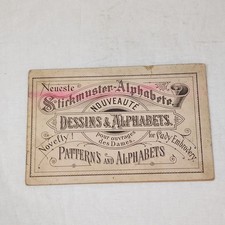 Neueste
Stickmuster-Alphabete.
NOUVEAUTÉ
DESSINS & ALPHABETS.
pour ouvrages
des Dames.
Novelty!
for Lady Embroidery.
PATTERNS AND ALPHABETS